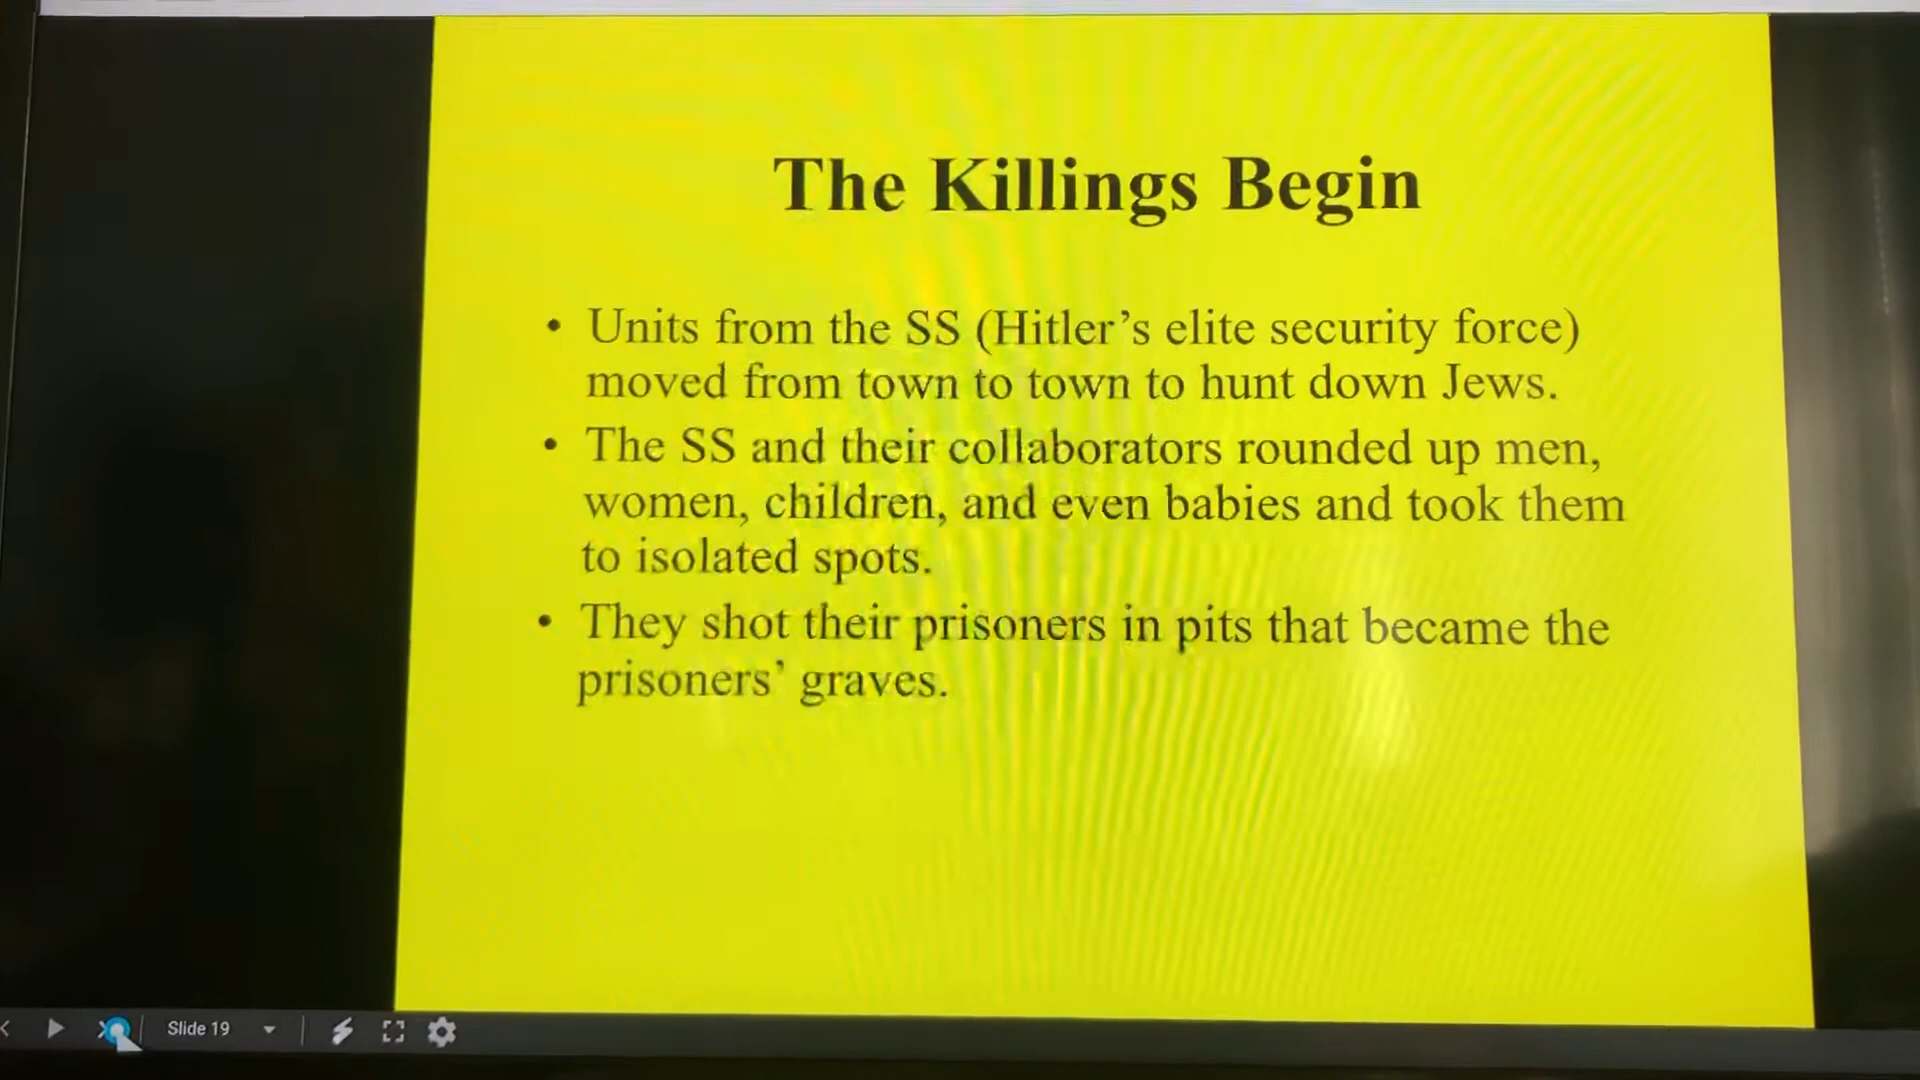 The Killings Begin
• Units from the SS (Hitler's elite security force)
moved from town to town to hunt down Jews.
• The SS and their collaborators rounded up men,
women, children, and even babies and took them
to isolated spots.
• They shot their prisoners in pits that became the
prisoners' graves.
Slide 19